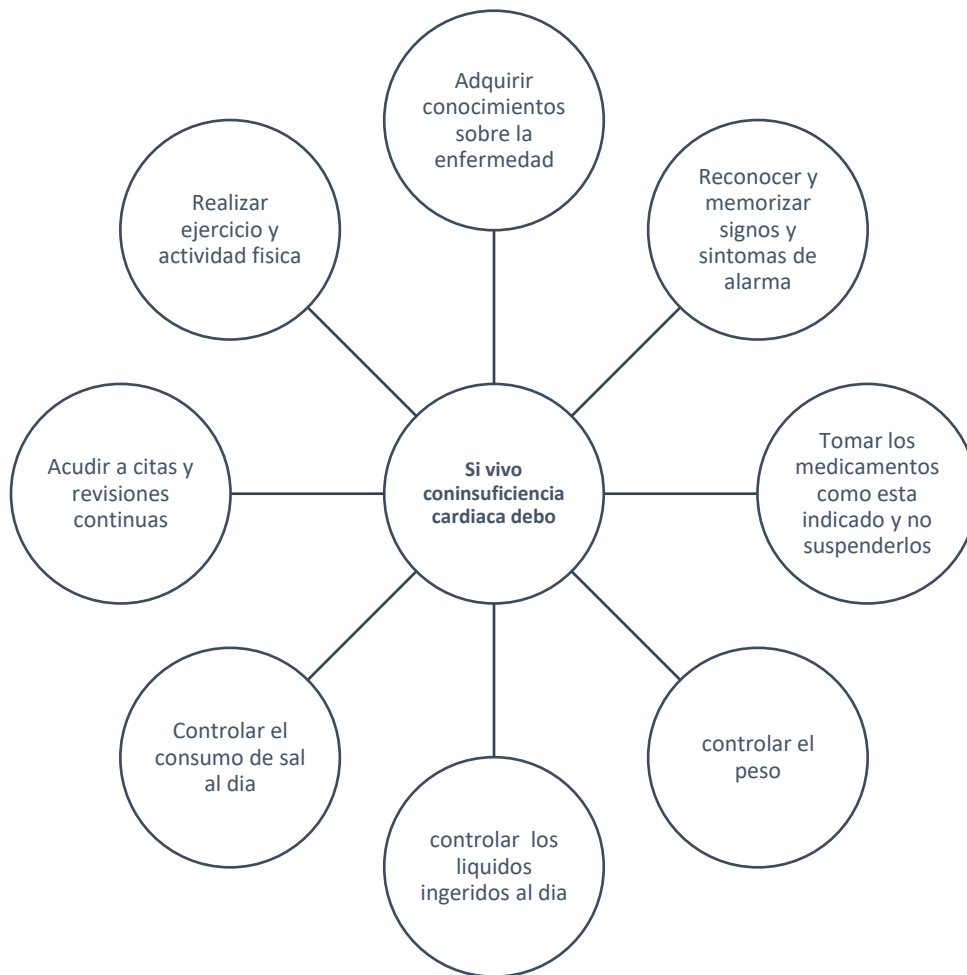 Adquirir
conocimientos
sobre la
enfermedad
Reconocer y
memorizar
signos y
sintomas de
alarma
Tomar los
medicamentos
como esta
indicado y no
suspenderlos
controlar el
peso
controlar los
liquidos
ingeridos al dia
Controlar el
consumo de sal
al dia
Acudir a citas y
revisiones
continuas
Realizar
ejercicio y
actividad fisica
Si vivo
coninsuficiencia
cardiaca debo